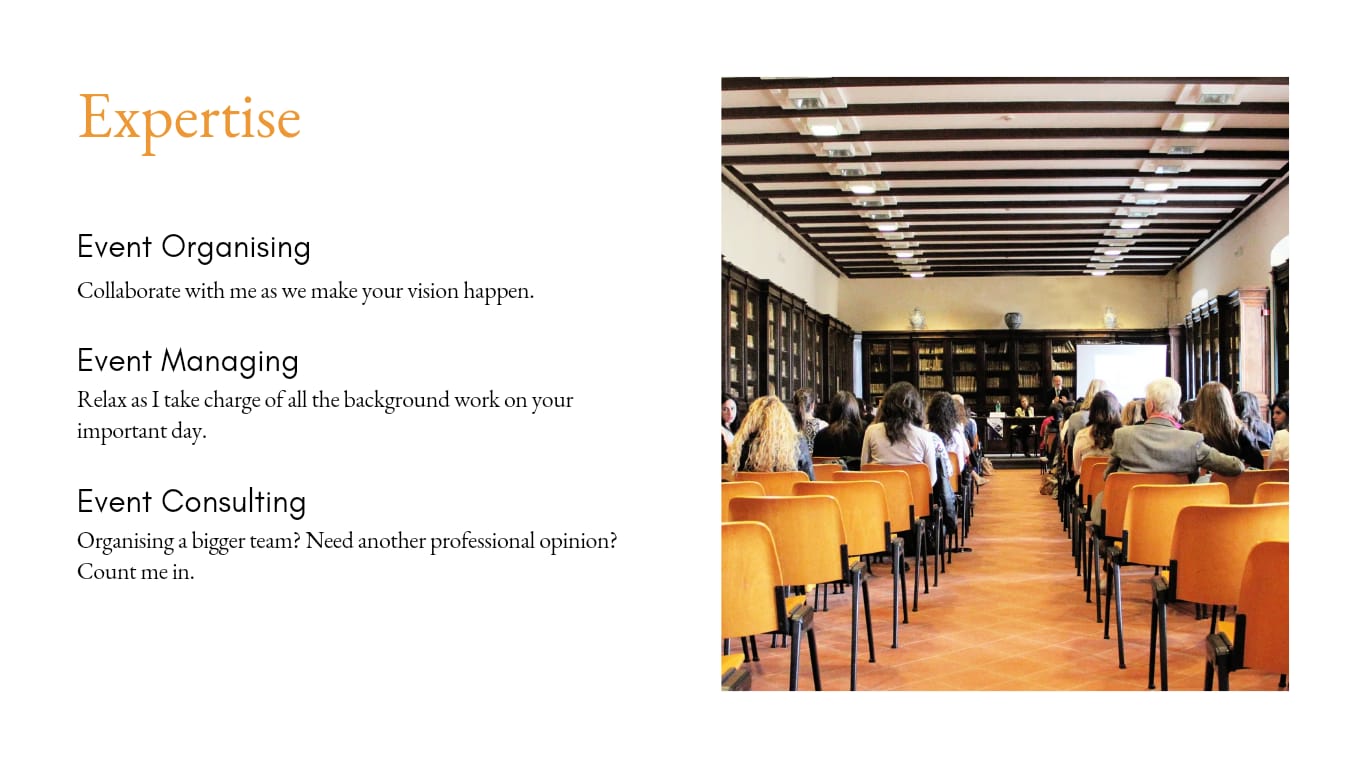 Expertise
Event Organising
Collaborate with me as we make your vision happen.
Event Managing
Relax as I take charge of all the background work on your
important day.
Event Consulting
Organising a bigger team? Need another professional opinion?
Count me in.